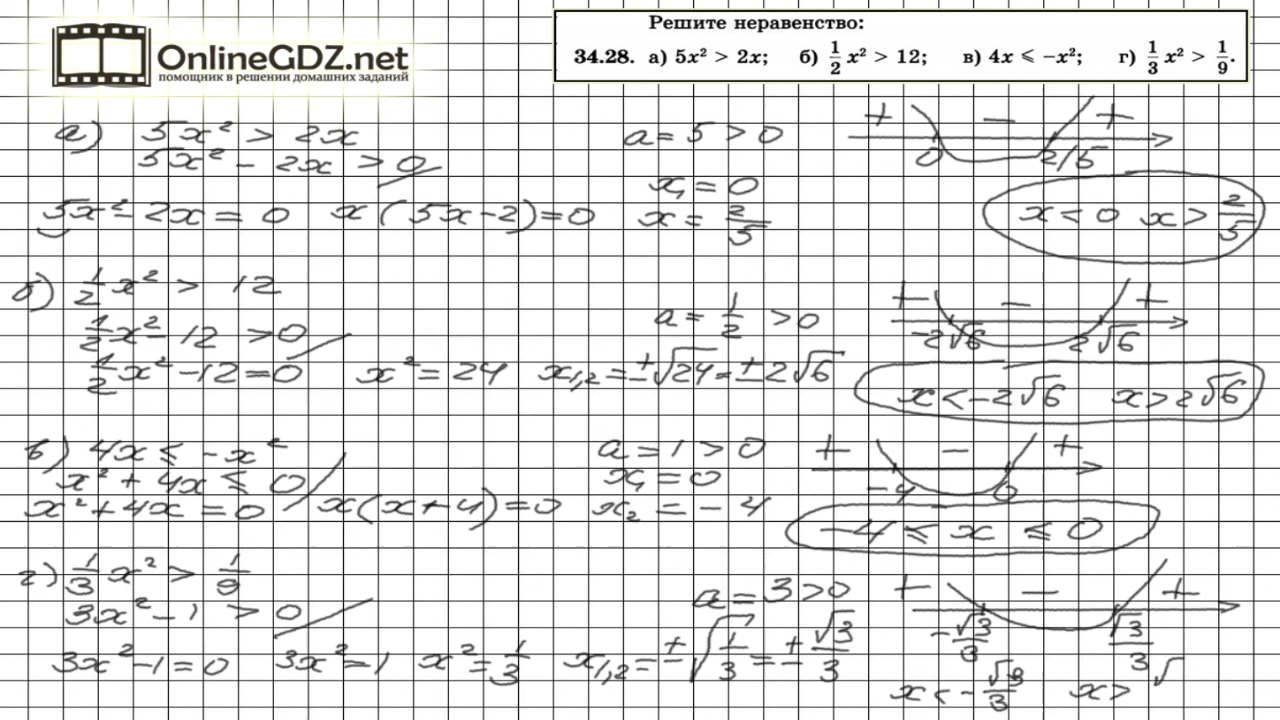 OnlineGDZ.net
помощник в решении домашних заданий
Решите неравенство:
34.28. а) 5x² > 2x; б) 1/2 x² > 12; в) 4x ⩽ −x²; г) 1/3 x² > 1/9.
а) 5x² > 2x
5x² − 2x > 0
5x² − 2x = 0 x(5x−2)=0
a = 5 > 0
x₁ = 0
x = 2/5
+ − +
0 2/5
x < 0 x > 2/5
б) 1/2 x² > 12
1/2 x² − 12 > 0
1/2 x² − 12 = 0 x² = 24 x₁,₂ = ±√24 = ±2√6
a = 1/2 > 0
+ − +
−2√6 2√6
x < −2√6 x > 2√6
в) 4x ≤ −x²
x² + 4x ≤ 0
x² + 4x = 0 x(x+4) = 0
a = 1 > 0
x₁ = 0
x₂ = −4
+ − +
−4 0
−4 ≤ x ≤ 0
г) 1/3 x² > 1/9
3x² − 1 > 0
3x² − 1 = 0 3x² = 1 x² = 1/3 x₁,₂ = ±√1/3 = ±√3/3
a = 3 > 0
+ − +
−√3/3 √3/3
x < −√3/3 x > √